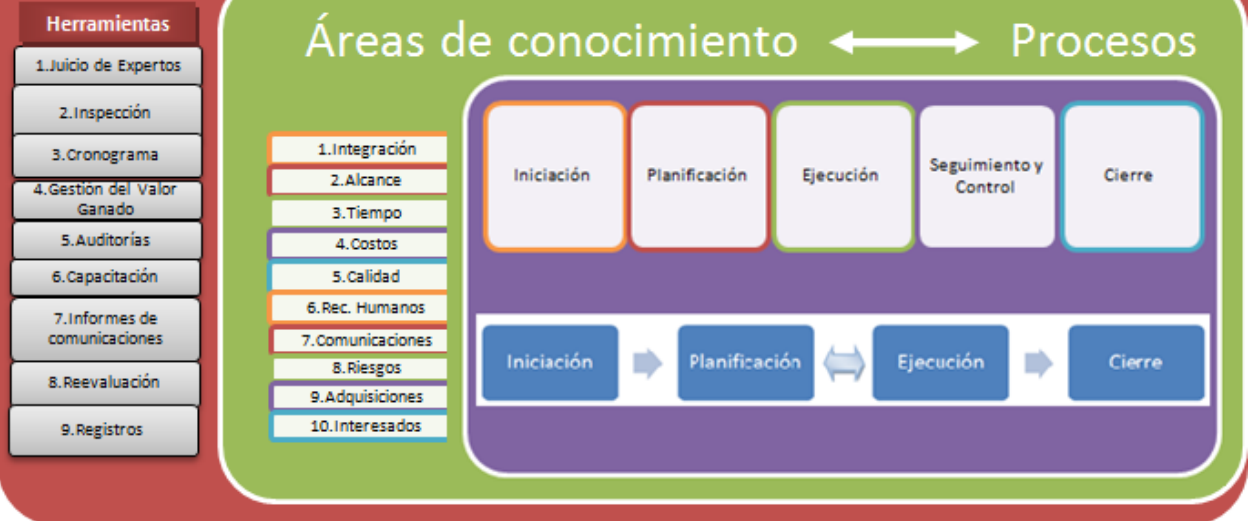 Herramientas
1.Juicio de Expertos
2.Inspección
3.Cronograma
4.Gestión del Valor
Ganado
5.Auditorías
6.Capacitación
7.Informes de
comunicaciones
8.Reevaluación
9.Registros
Áreas de conocimiento
Procesos
1.Integración
2.Alcance
3.Tiempo
4.Costos
5.Calidad
6.Rec. Humanos
7.Comunicaciones
8.Riesgos
9.Adquisiciones
10.Interesados
Iniciación
Planificación
Ejecución
Seguimiento y
Control
Cierre
Iniciación
Planificación
Ejecución
Cierre